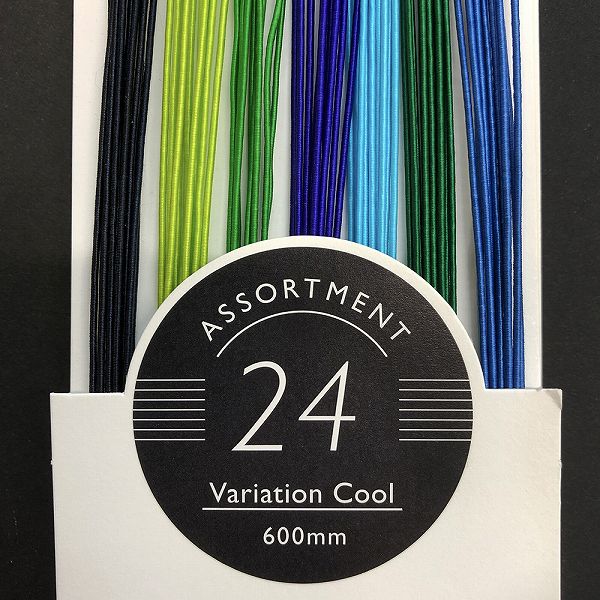 ASSORTMENT
24
Variation Cool
600mm